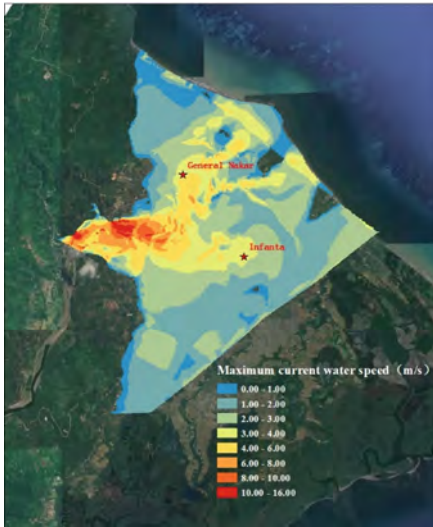 General Nakar
Infanta
Maximum current water speed（m/s）
0.00 - 1.00
1.00 - 2.00
2.00 - 3.00
3.00 - 4.00
4.00 - 6.00
6.00 - 8.00
8.00 - 10.00
10.00 - 16.00